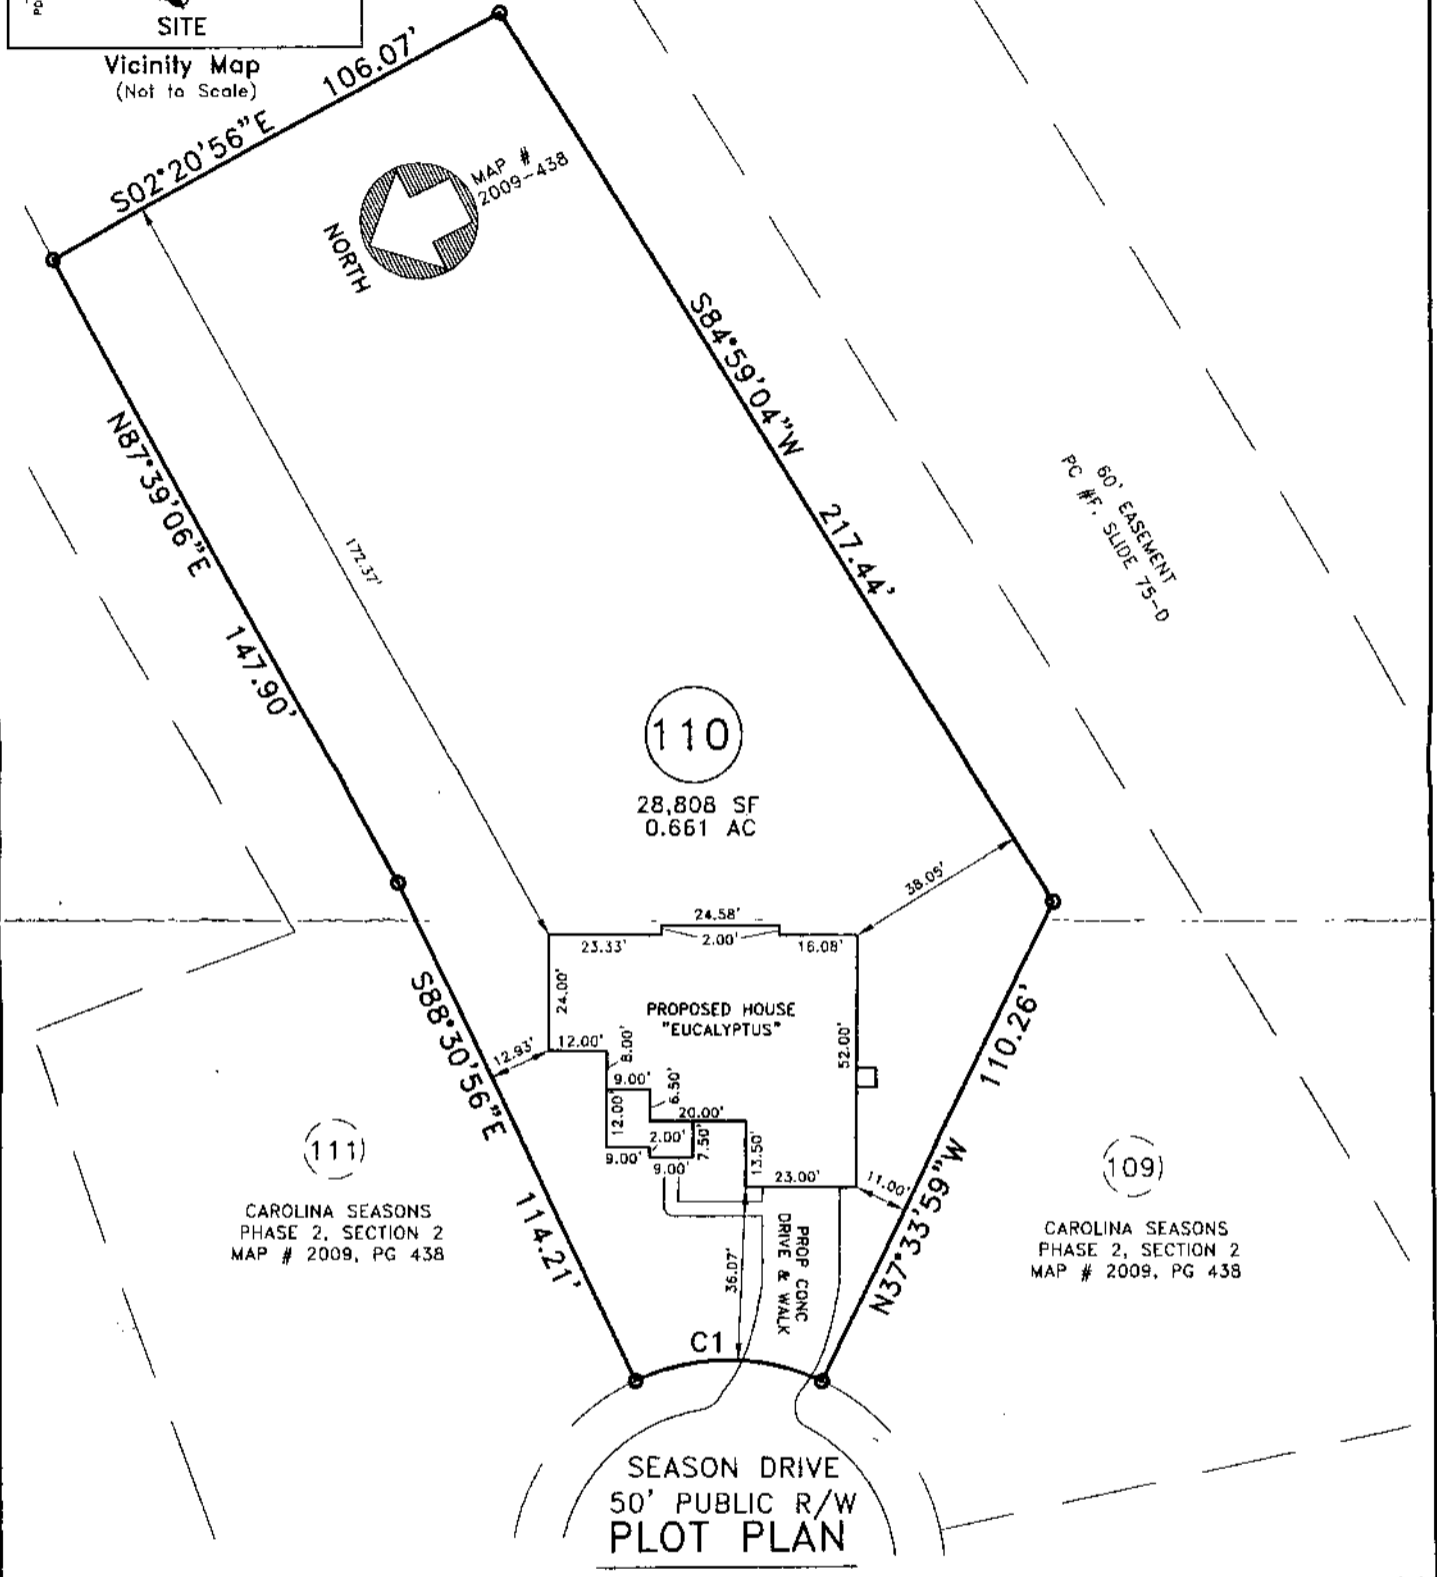 SITE
Vicinity Map
(Not to Scale)
S02°20'56"E 106.07'
MAP #
2009-438
NORTH
S84°59'04"W 217.44'
N87°39'06"E 147.90'
172.37'
60' EASEMENT
PC #F, SLIDE 75-D
110
28,808 SF
0.661 AC
38.05'
24.58'
23.33'
2.00'
16.08'
24.00'
PROPOSED HOUSE
"EUCALYPTUS"
52.00'
12.00'
8.00'
12.93'
9.00'
6.50'
12.00'
20.00'
2.00'
7.50'
13.50'
9.00'
9.00'
23.00'
11.00'
S88°30'56"E 114.21'
N37°33'59"W 110.26'
111
CAROLINA SEASONS
PHASE 2, SECTION 2
MAP # 2009, PG 438
109
CAROLINA SEASONS
PHASE 2, SECTION 2
MAP # 2009, PG 438
36.07'
PROP CONC
DRIVE & WALK
C1
SEASON DRIVE
50' PUBLIC R/W
PLOT PLAN